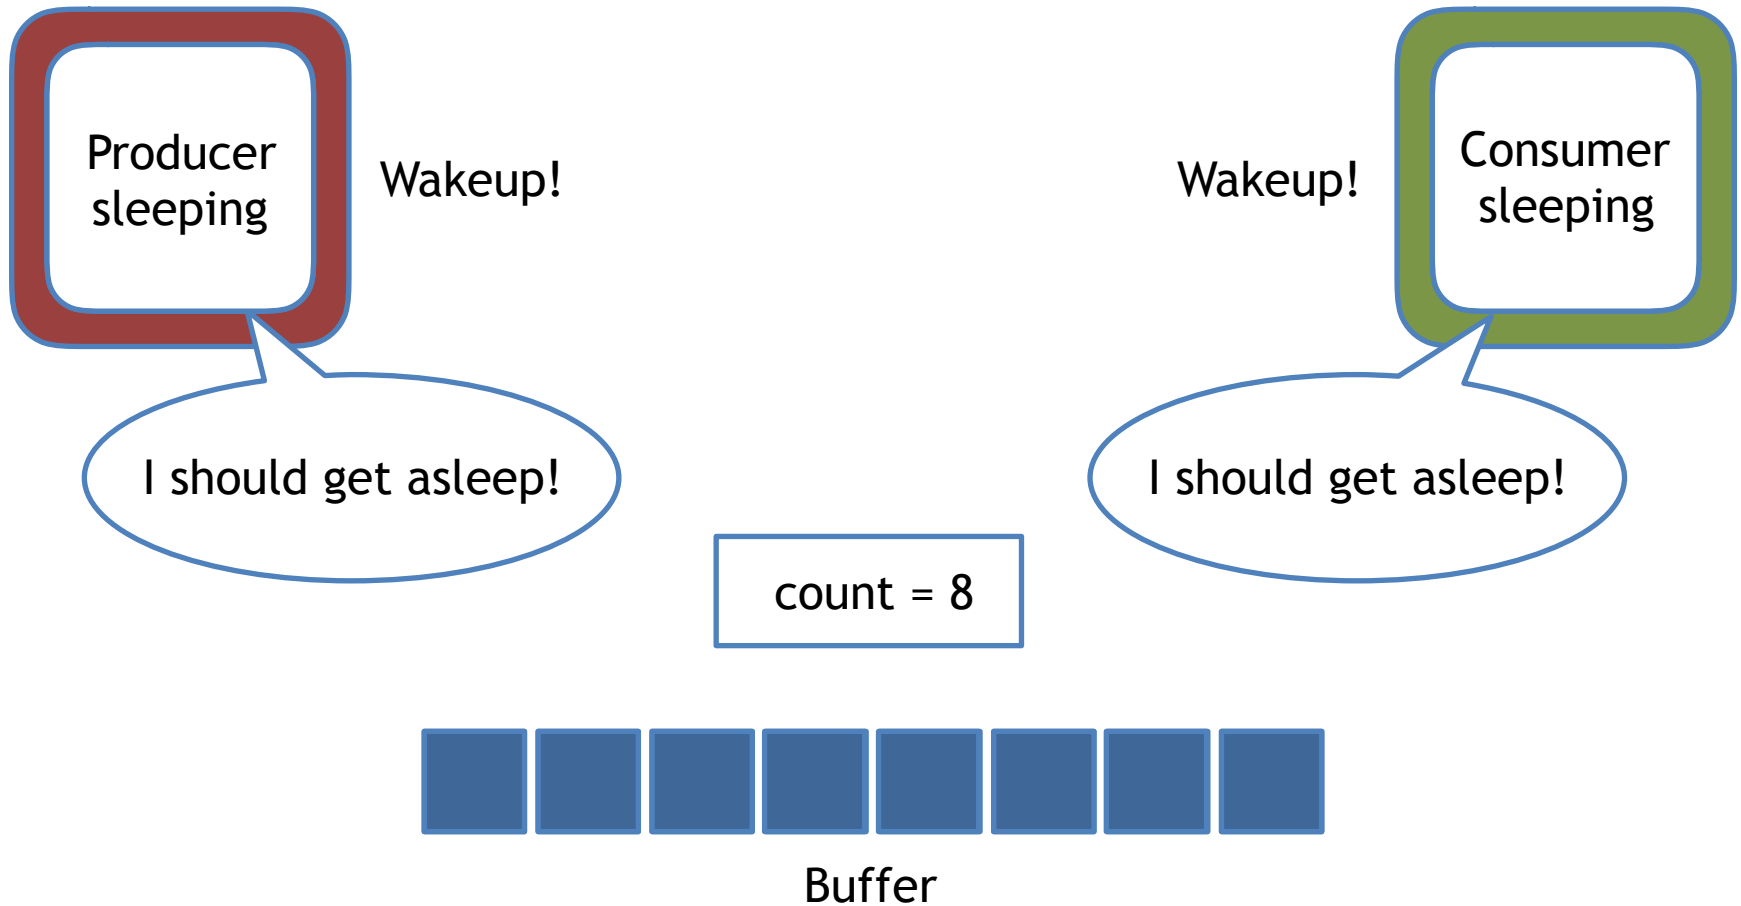 Producer
sleeping
Wakeup!
Wakeup!
Consumer
sleeping
I should get asleep!
I should get asleep!
count = 8
Buffer